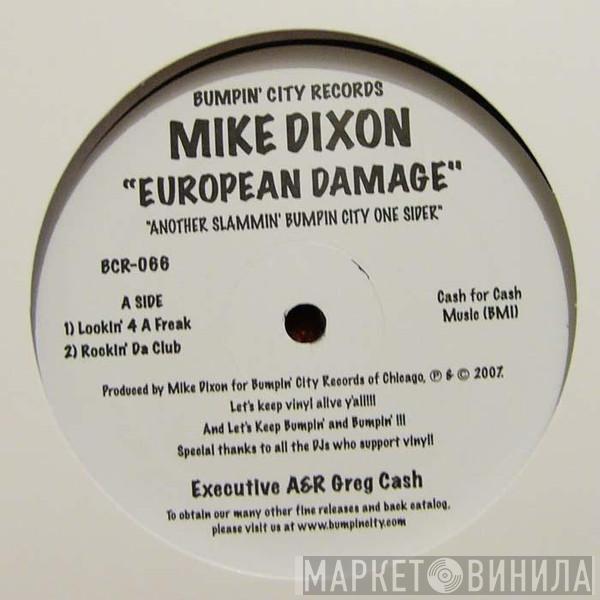 BUMPIN' CITY RECORDS
MIKE DIXON
"EUROPEAN DAMAGE"
"ANOTHER SLAMMIN' BUMPIN CITY ONE SIDER"
BCR-066
A SIDE
1) Lookin' 4 A Freak
2) Rockin' Da Club
Cash for Cash
Music (BMI)
Produced by Mike Dixon for Bumpin' City Records of Chicago, ℗ & © 2007.
Let's keep vinyl alive y'all!!!
And Let's Keep Bumpin' and Bumpin' !!!
Special thanks to all the DJs who support vinyl!
Executive A&R Greg Cash
To obtain our many other fine releases and back catalog,
please visit us at www.bumpincity.com
МАРКЕТ ВИНИЛА